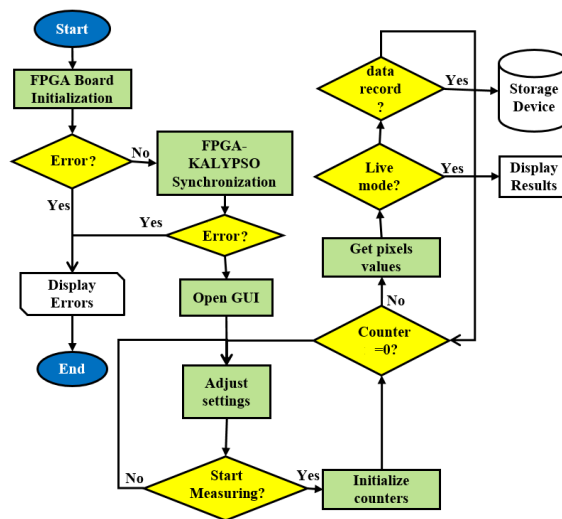 Start
FPGA Board
Initialization
Error?
No
Yes
FPGA-
KALYPSO
Synchronization
Yes
Error?
Display
Errors
End
Open GUI
Adjust
settings
No
Start
Measuring?
Yes
Initialize
counters
Counter
=0?
No
Get pixels
values
Live
mode?
Yes
Display
Results
data
record
?
Yes
Storage
Device